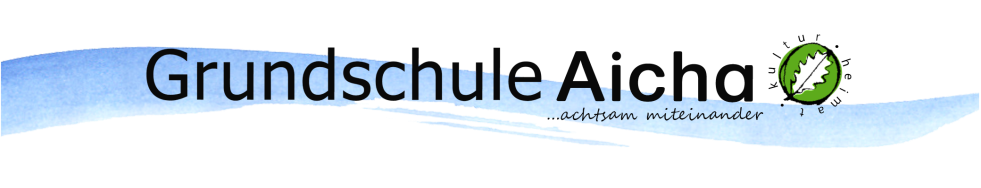 Grundschule Aicha
...achtsam miteinander
kultur.heimat.